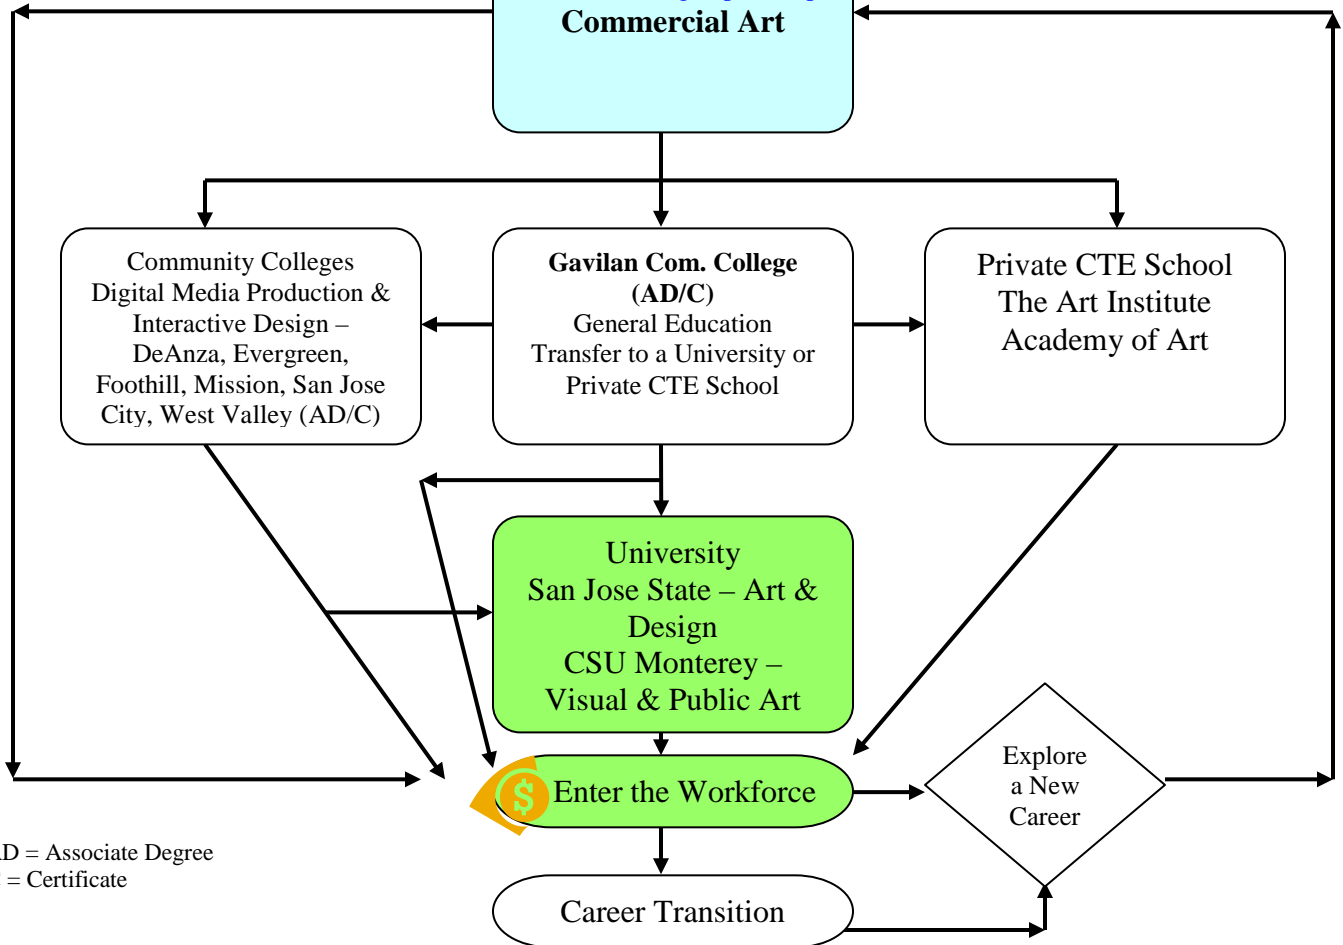 Commercial Art
Community Colleges
Digital Media Production &
Interactive Design –
DeAnza, Evergreen,
Foothill, Mission, San Jose
City, West Valley (AD/C)
Gavilan Com. College
(AD/C)
General Education
Transfer to a University or
Private CTE School
Private CTE School
The Art Institute
Academy of Art
University
San Jose State – Art &
Design
CSU Monterey –
Visual & Public Art
$ Enter the Workforce
Explore
a New
Career
AD = Associate Degree
= Certificate
Career Transition